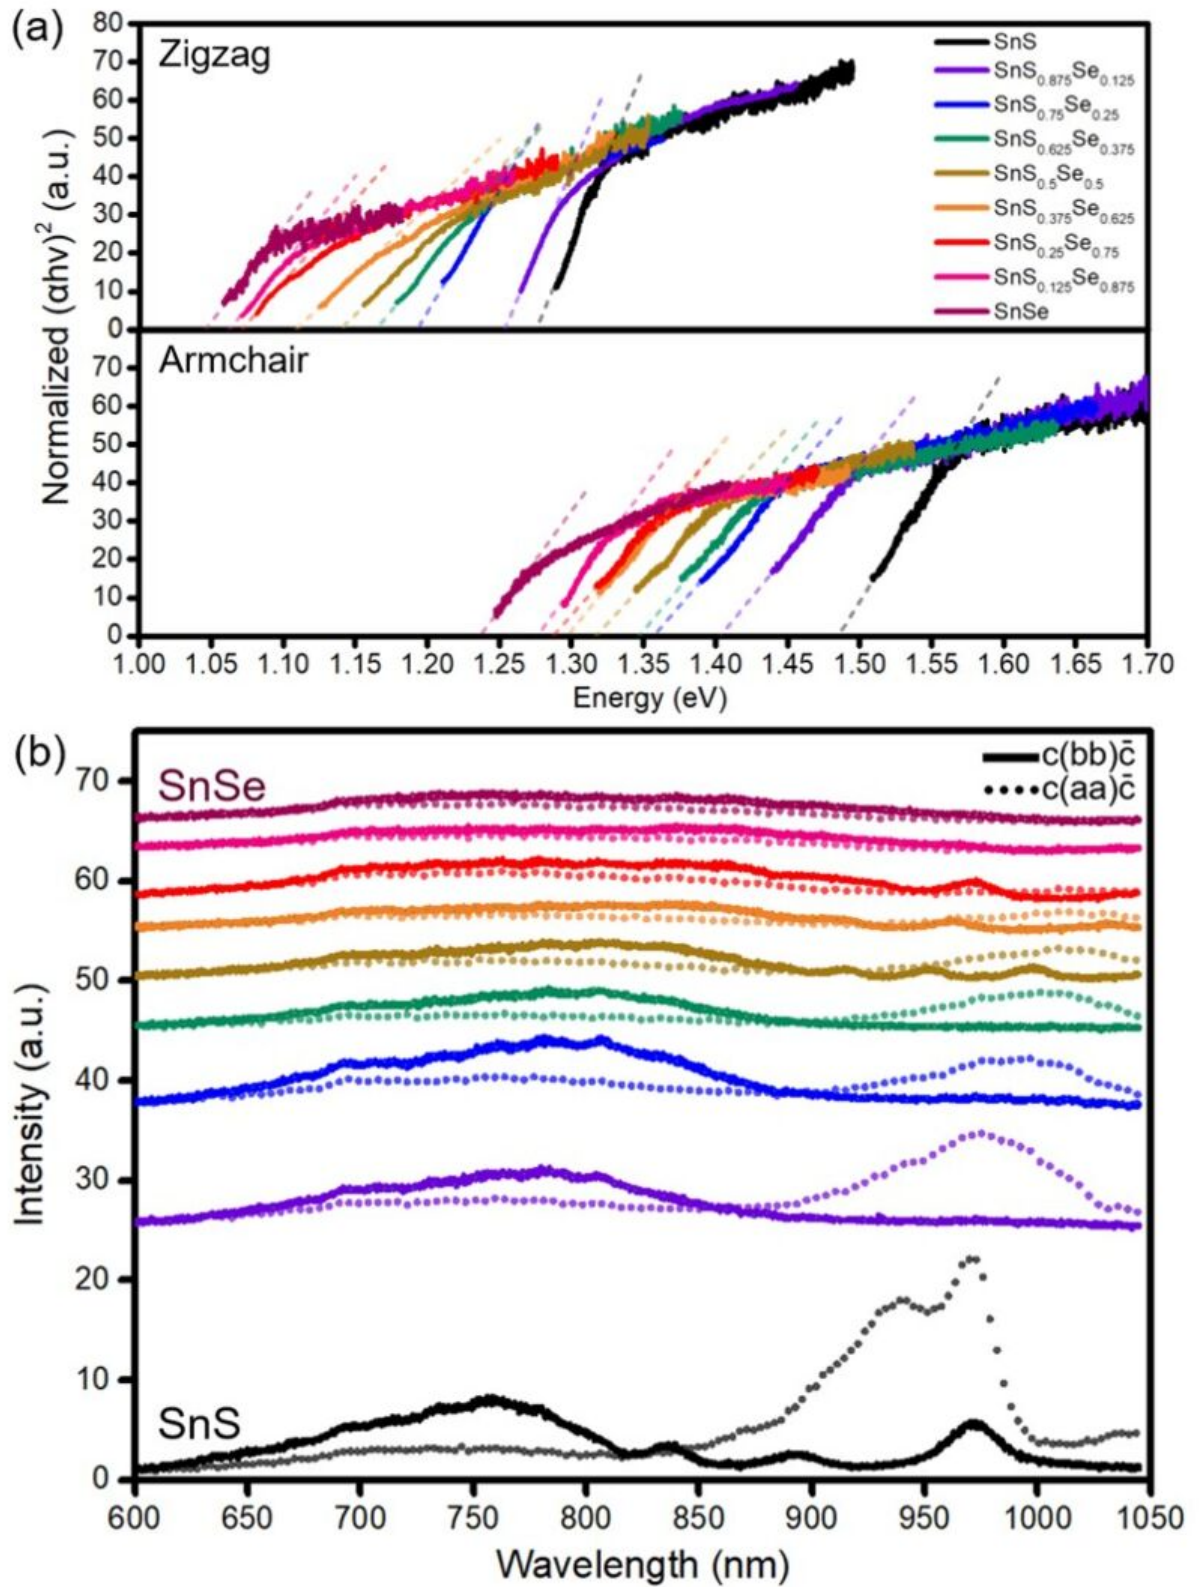 (a)
Zigzag
SnS
SnS0.875Se0.125
SnS0.75Se0.25
SnS0.625Se0.375
SnS0.5Se0.5
SnS0.375Se0.625
SnS0.25Se0.75
SnS0.125Se0.875
SnSe
80
70
60
50
40
30
20
10
0
Normalized (αhν)² (a.u.)
Armchair
70
60
50
40
30
20
10
0
1.00 1.05 1.10 1.15 1.20 1.25 1.30 1.35 1.40 1.45 1.50 1.55 1.60 1.65 1.70
Energy (eV)
(b)
SnSe
c(bb)c̄
c(aa)c̄
70
60
50
40
30
20
10
0
Intensity (a.u.)
SnS
600 650 700 750 800 850 900 950 1000 1050
Wavelength (nm)